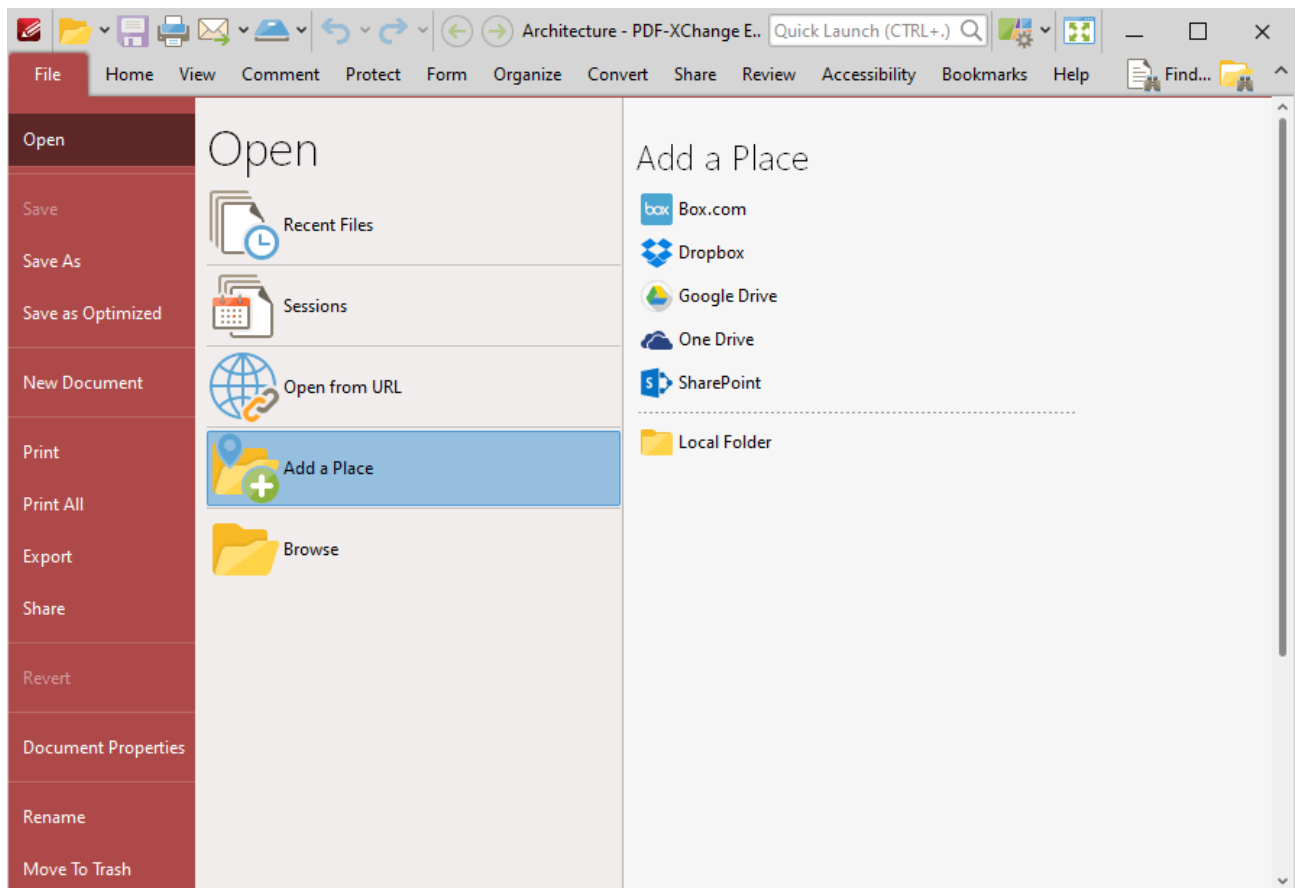 Architecture - PDF-XChange E..
Quick Launch (CTRL+.)
File Home View Comment Protect Form Organize Convert Share Review Accessibility Bookmarks Help Find...
Open
Save
Save As
Save as Optimized
New Document
Print
Print All
Export
Share
Revert
Document Properties
Rename
Move To Trash
Open
Recent Files
Sessions
Open from URL
Add a Place
Browse
Add a Place
box Box.com
Dropbox
Google Drive
One Drive
S SharePoint
Local Folder